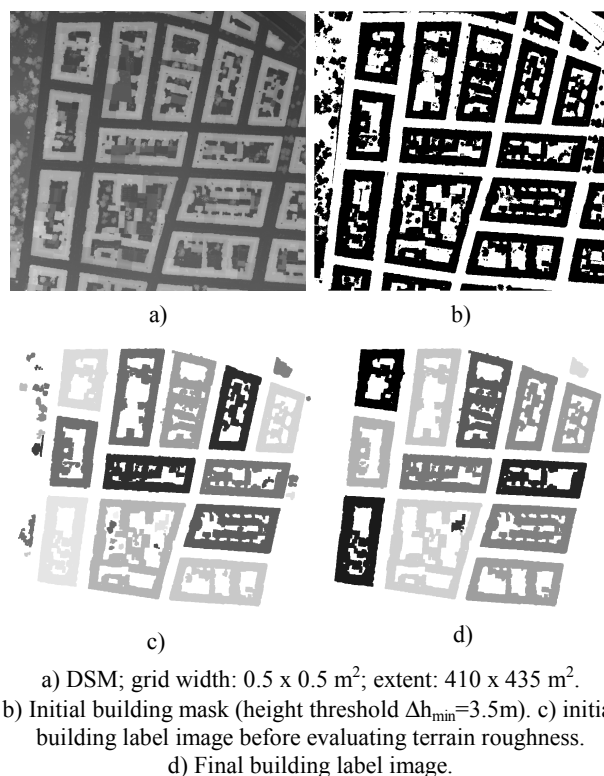 a)
b)
c)
d)
a) DSM; grid width: 0.5 x 0.5 m²; extent: 410 x 435 m².
b) Initial building mask (height threshold Δhmin=3.5m). c) initia
building label image before evaluating terrain roughness.
d) Final building label image.